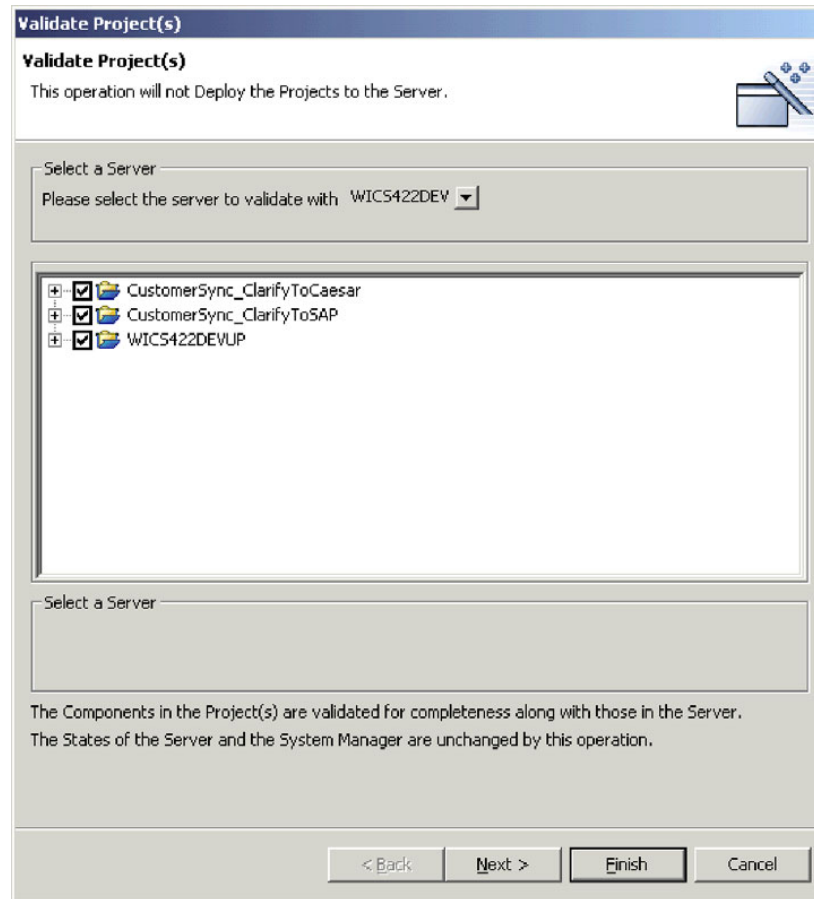 Validate Project(s)
Validate Project(s)
This operation will not Deploy the Projects to the Server.
Select a Server
Please select the server to validate with WICS422DEV
CustomerSync_ClarifyToCaesar
CustomerSync_ClarifyToSAP
WICS422DEVUP
Select a Server
The Components in the Project(s) are validated for completeness along with those in the Server.
The States of the Server and the System Manager are unchanged by this operation.
< Back Next > Finish Cancel